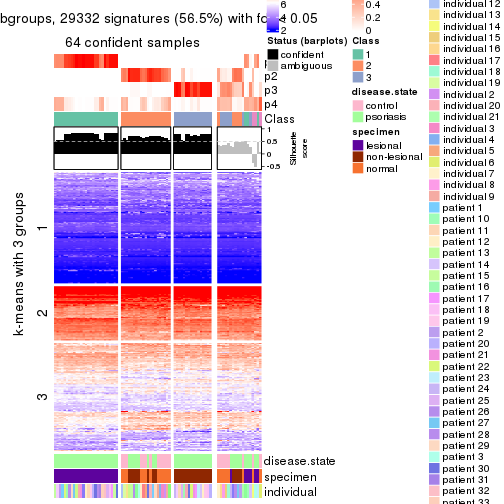 bgroups, 29332 signatures (56.5%) with fo < 0.05
64 confident samples
p2
p3
p4
Class
1
0.5
0
-0.5
Silhouette
score
k-means with 3 groups
1
2
3
disease.state
specimen
individual
6
4
2
Status (barplots)
confident
ambiguous
disease.state
control
psoriasis
specimen
lesional
non-lesional
normal
0.4
0.2
0
Class
1
2
3
individual 12
individual 13
individual 14
individual 15
individual 16
individual 17
individual 18
individual 19
individual 2
individual 20
individual 21
individual 3
individual 4
individual 5
individual 6
individual 7
individual 8
individual 9
patient 1
patient 10
patient 11
patient 12
patient 13
patient 14
patient 15
patient 16
patient 17
patient 18
patient 19
patient 2
patient 20
patient 21
patient 22
patient 23
patient 24
patient 25
patient 26
patient 27
patient 28
patient 29
patient 3
patient 30
patient 31
patient 32
patient 33